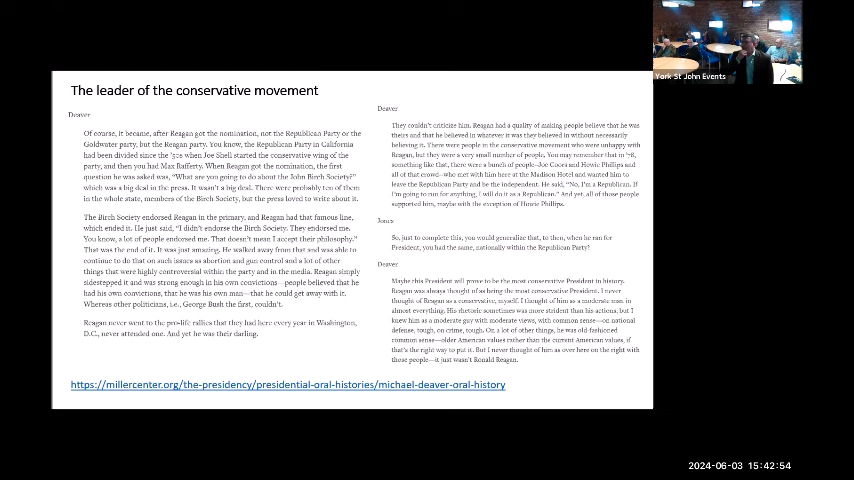 The leader of the conservative movement
Deaver
Of course, it became, after Reagan got the nomination, not the Republican Party or the
Goldwater party, but the Reagan party. You know, the Republican Party in California
had been divided since the '50s when Joe Shell started the conservative wing of the
party, and then you had Max Rafferty. When Reagan got the nomination, the first
question he was asked was, "What are you going to do about the John Birch Society?"
which was a big deal in the press. It wasn't a big deal. There were probably ten of them
in the whole state, members of the Birch Society, but the press loved to write about it.
The Birch Society endorsed Reagan in the primary, and Reagan had that famous line,
which ended it. He just said, "I didn't endorse the Birch Society. They endorsed me.
You know, a lot of people endorsed me. That doesn't mean I accept their philosophy."
That was the end of it. It was just amazing. He walked away from that and was able to
continue to do that on such issues as abortion and gun control and a lot of other
things that were highly controversial within the party and in the media. Reagan simply
sidestepped it and was strong enough in his own convictions—people believed that he
had his own convictions, that he was his own man—that he could get away with it.
Whereas other politicians, i.e., George Bush the first, couldn't.
Reagan never went to the pro-life rallies that they had here every year in Washington,
D.C., never attended one. And yet he was their darling.
Deaver
They couldn't criticize him. Reagan had a quality of making people believe that he was
theirs and that he believed in whatever it was they believed in without necessarily
believing it. There were people in the conservative movement who were unhappy with
Reagan, but they were a very small number of people. You may remember that in '78,
something like that, there were a bunch of people–Joe Coors and Howie Phillips and
all of that crowd–who met with him here at the Madison Hotel and wanted him to
leave the Republican Party and be the independent. He said, "No, I'm a Republican. If
I'm going to run for anything, I will do it as a Republican." And yet, all of those people
supported him, maybe with the exception of Howie Phillips.
Jones
So, just to complete this, you would generalize that, to then, when he ran for
President, you had the same, nationally within the Republican Party?
Deaver
Maybe this President will prove to be the most conservative President in history.
Reagan was always thought of as being the most conservative President. I never
thought of Reagan as a conservative, myself. I thought of him as a moderate man in
almost everything. His rhetoric sometimes was more strident than his actions, but I
knew him as a moderate guy with moderate views, with common sense—on national
defense, tough, on crime, tough. On a lot of other things, he was old-fashioned
common sense—older American values rather than the current American values, if
that's the right way to put it. But I never thought of him as over here on the right with
those people—it just wasn't Ronald Reagan.
https://millercenter.org/the-presidency/presidential-oral-histories/michael-deaver-oral-history
York St John Events
2024-06-03 15:42:54